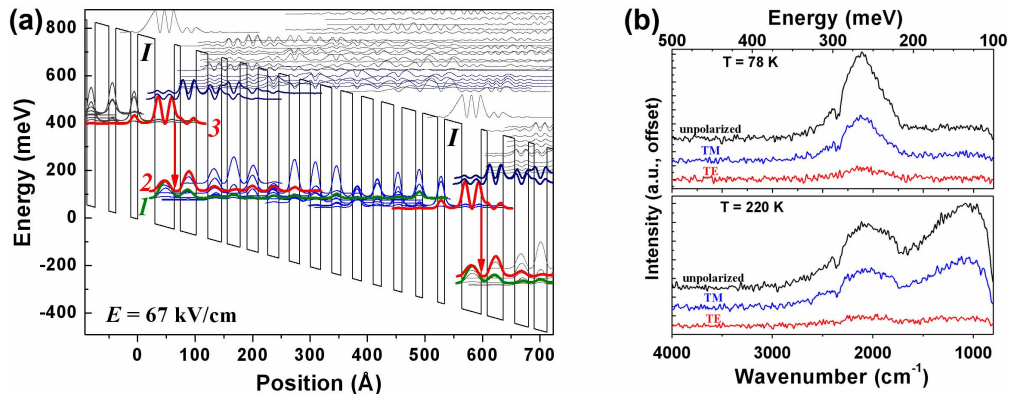 (a)
800
600
400
200
0
-200
-400
Energy (meV)
I
3
2
1
I
E = 67 kV/cm
0 100 200 300 400 500 600 700
Position (Å)
(b)
Energy (meV)
500 400 300 200 100
T = 78 K
unpolarized
TM
TE
T = 220 K
unpolarized
TM
TE
Intensity (a.u., offset)
4000 3000 2000 1000
Wavenumber (cm⁻¹)